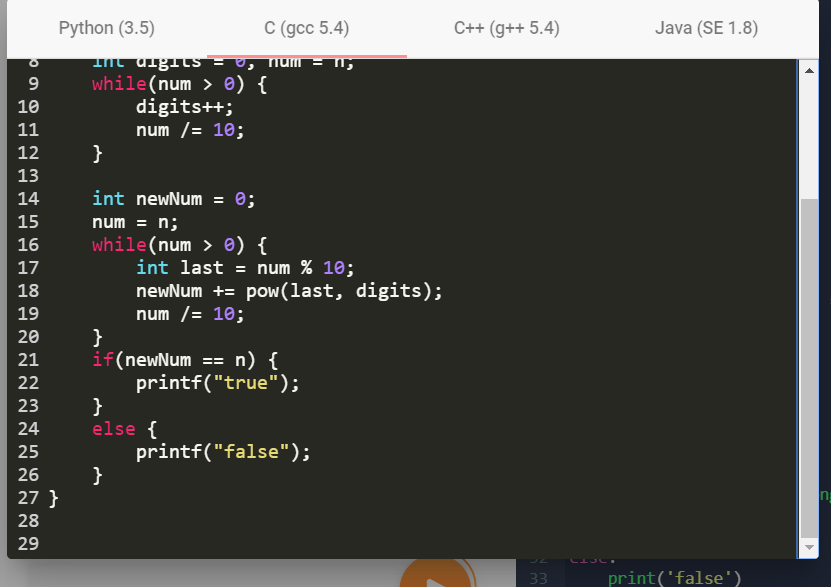 Python (3.5) C (gcc 5.4) C++ (g++ 5.4) Java (SE 1.8)
8     int digits = 0, num = n;
9     while(num > 0) {
10         digits++;
11         num /= 10;
12     }
13
14     int newNum = 0;
15     num = n;
16     while(num > 0) {
17         int last = num % 10;
18         newNum += pow(last, digits);
19         num /= 10;
20     }
21     if(newNum == n) {
22         printf("true");
23     }
24     else {
25         printf("false");
26     }
27 }
28
29
32 else:
33     print('false')